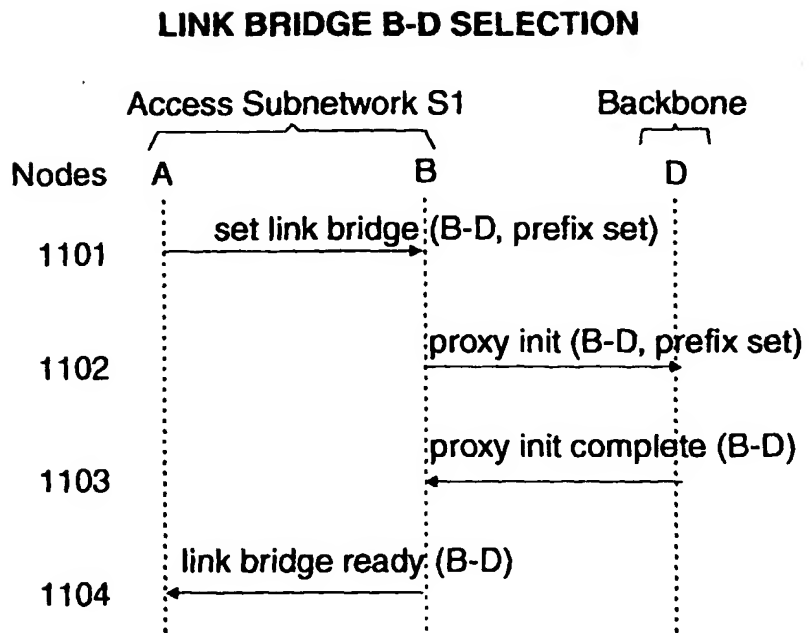 LINK BRIDGE B-D SELECTION
Access Subnetwork S1 Backbone
Nodes A B D
1101 set link bridge (B-D, prefix set)
1102 proxy init (B-D, prefix set)
1103 proxy init complete (B-D)
1104 link bridge ready (B-D)